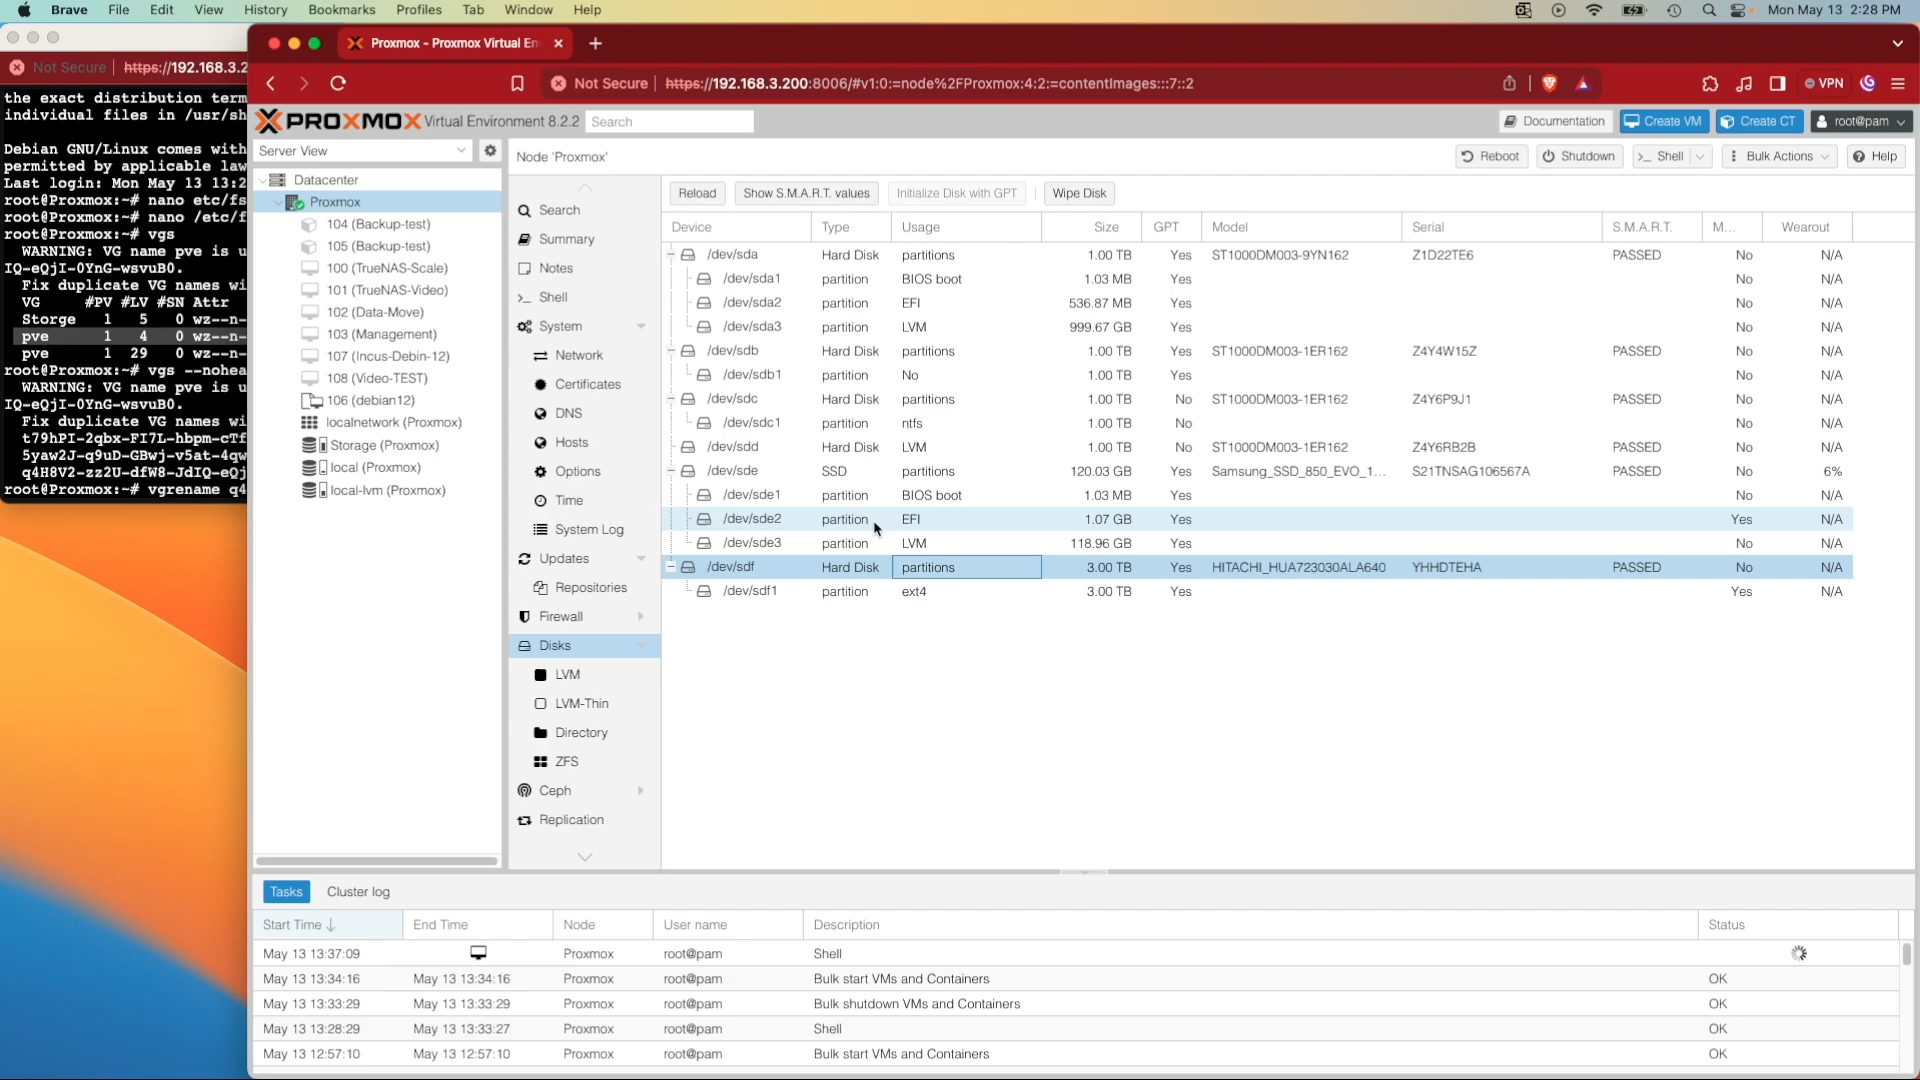 Brave File Edit View History Bookmarks Profiles Tab Window Help Mon May 13 2:28 PM
Not Secure https://192.168.3.2
the exact distribution term
individual files in /usr/sh
Debian GNU/Linux comes with
permitted by applicable law
Last login: Mon May 13 13:2
root@Proxmox:~# nano etc/fs
root@Proxmox:~# nano /etc/f
root@Proxmox:~# vgs
WARNING: VG name pve is u
IQ-eQjI-0YnG-wsvuB0.
Fix duplicate VG names wi
VG #PV #LV #SN Attr
Storge 1 5 0 wz--n-
pve 1 4 0 wz--n-
pve 1 29 0 wz--n-
root@Proxmox:~# vgs --nohea
WARNING: VG name pve is u
IQ-eQjI-0YnG-wsvuB0.
Fix duplicate VG names wi
t79hPI-2qbx-FI7L-hbpm-cTf
5yaw2J-q9uD-GBwj-v5at-4qw
q4H8V2-zz2U-dfW8-JdIQ-eQj
root@Proxmox:~# vgrename q4
Proxmox - Proxmox Virtual En
Not Secure https://192.168.3.200:8006/#v1:0:=node%2FProxmox:4:2:=contentImages:::7::2 VPN
PROXMOX Virtual Environment 8.2.2 Search Documentation Create VM Create CT root@pam
Server View
Datacenter
Proxmox
104 (Backup-test)
105 (Backup-test)
100 (TrueNAS-Scale)
101 (TrueNAS-Video)
102 (Data-Move)
103 (Management)
107 (Incus-Debin-12)
108 (Video-TEST)
106 (debian12)
localnetwork (Proxmox)
Storage (Proxmox)
local (Proxmox)
local-lvm (Proxmox)
Node 'Proxmox' Reboot Shutdown Shell Bulk Actions Help
Search
Summary
Notes
Shell
System
Network
Certificates
DNS
Hosts
Options
Time
System Log
Updates
Repositories
Firewall
Disks
LVM
LVM-Thin
Directory
ZFS
Ceph
Replication
Reload Show S.M.A.R.T. values Initialize Disk with GPT Wipe Disk
Device Type Usage Size GPT Model Serial S.M.A.R.T. M... Wearout
/dev/sda Hard Disk partitions 1.00 TB Yes ST1000DM003-9YN162 Z1D22TE6 PASSED No N/A
/dev/sda1 partition BIOS boot 1.03 MB Yes No N/A
/dev/sda2 partition EFI 536.87 MB Yes No N/A
/dev/sda3 partition LVM 999.67 GB Yes No N/A
/dev/sdb Hard Disk partitions 1.00 TB Yes ST1000DM003-1ER162 Z4Y4W15Z PASSED No N/A
/dev/sdb1 partition No 1.00 TB Yes No N/A
/dev/sdc Hard Disk partitions 1.00 TB No ST1000DM003-1ER162 Z4Y6P9J1 PASSED No N/A
/dev/sdc1 partition ntfs 1.00 TB No No N/A
/dev/sdd Hard Disk LVM 1.00 TB No ST1000DM003-1ER162 Z4Y6RB2B PASSED No N/A
/dev/sde SSD partitions 120.03 GB Yes Samsung_SSD_850_EVO_1... S21TNSAG106567A PASSED No 6%
/dev/sde1 partition BIOS boot 1.03 MB Yes No N/A
/dev/sde2 partition EFI 1.07 GB Yes Yes N/A
/dev/sde3 partition LVM 118.96 GB Yes No N/A
/dev/sdf Hard Disk partitions 3.00 TB Yes HITACHI_HUA723030ALA640 YHHDTEHA PASSED No N/A
/dev/sdf1 partition ext4 3.00 TB Yes Yes N/A
Tasks Cluster log
Start Time End Time Node User name Description Status
May 13 13:37:09 Proxmox root@pam Shell
May 13 13:34:16 May 13 13:34:16 Proxmox root@pam Bulk start VMs and Containers OK
May 13 13:33:29 May 13 13:33:29 Proxmox root@pam Bulk shutdown VMs and Containers OK
May 13 13:28:29 May 13 13:33:27 Proxmox root@pam Shell OK
May 13 12:57:10 May 13 12:57:10 Proxmox root@pam Bulk start VMs and Containers OK